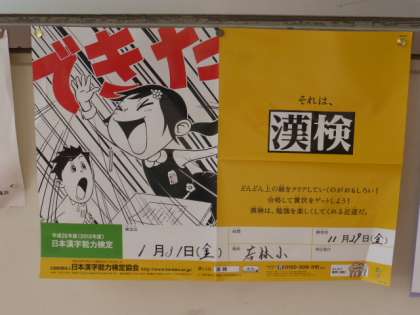 できた
それは、
漢検
どんどん上の級をクリアしていくのがおもしろい！
合格して賞状をゲットしよう！
漢検は、勉強を楽しくしてくれる近道だ。
平成25年度(2013年度)
日本漢字能力検定
検定日
1月31日(金)
若林小
11月29日(金)
日本漢字能力検定協会
漢検